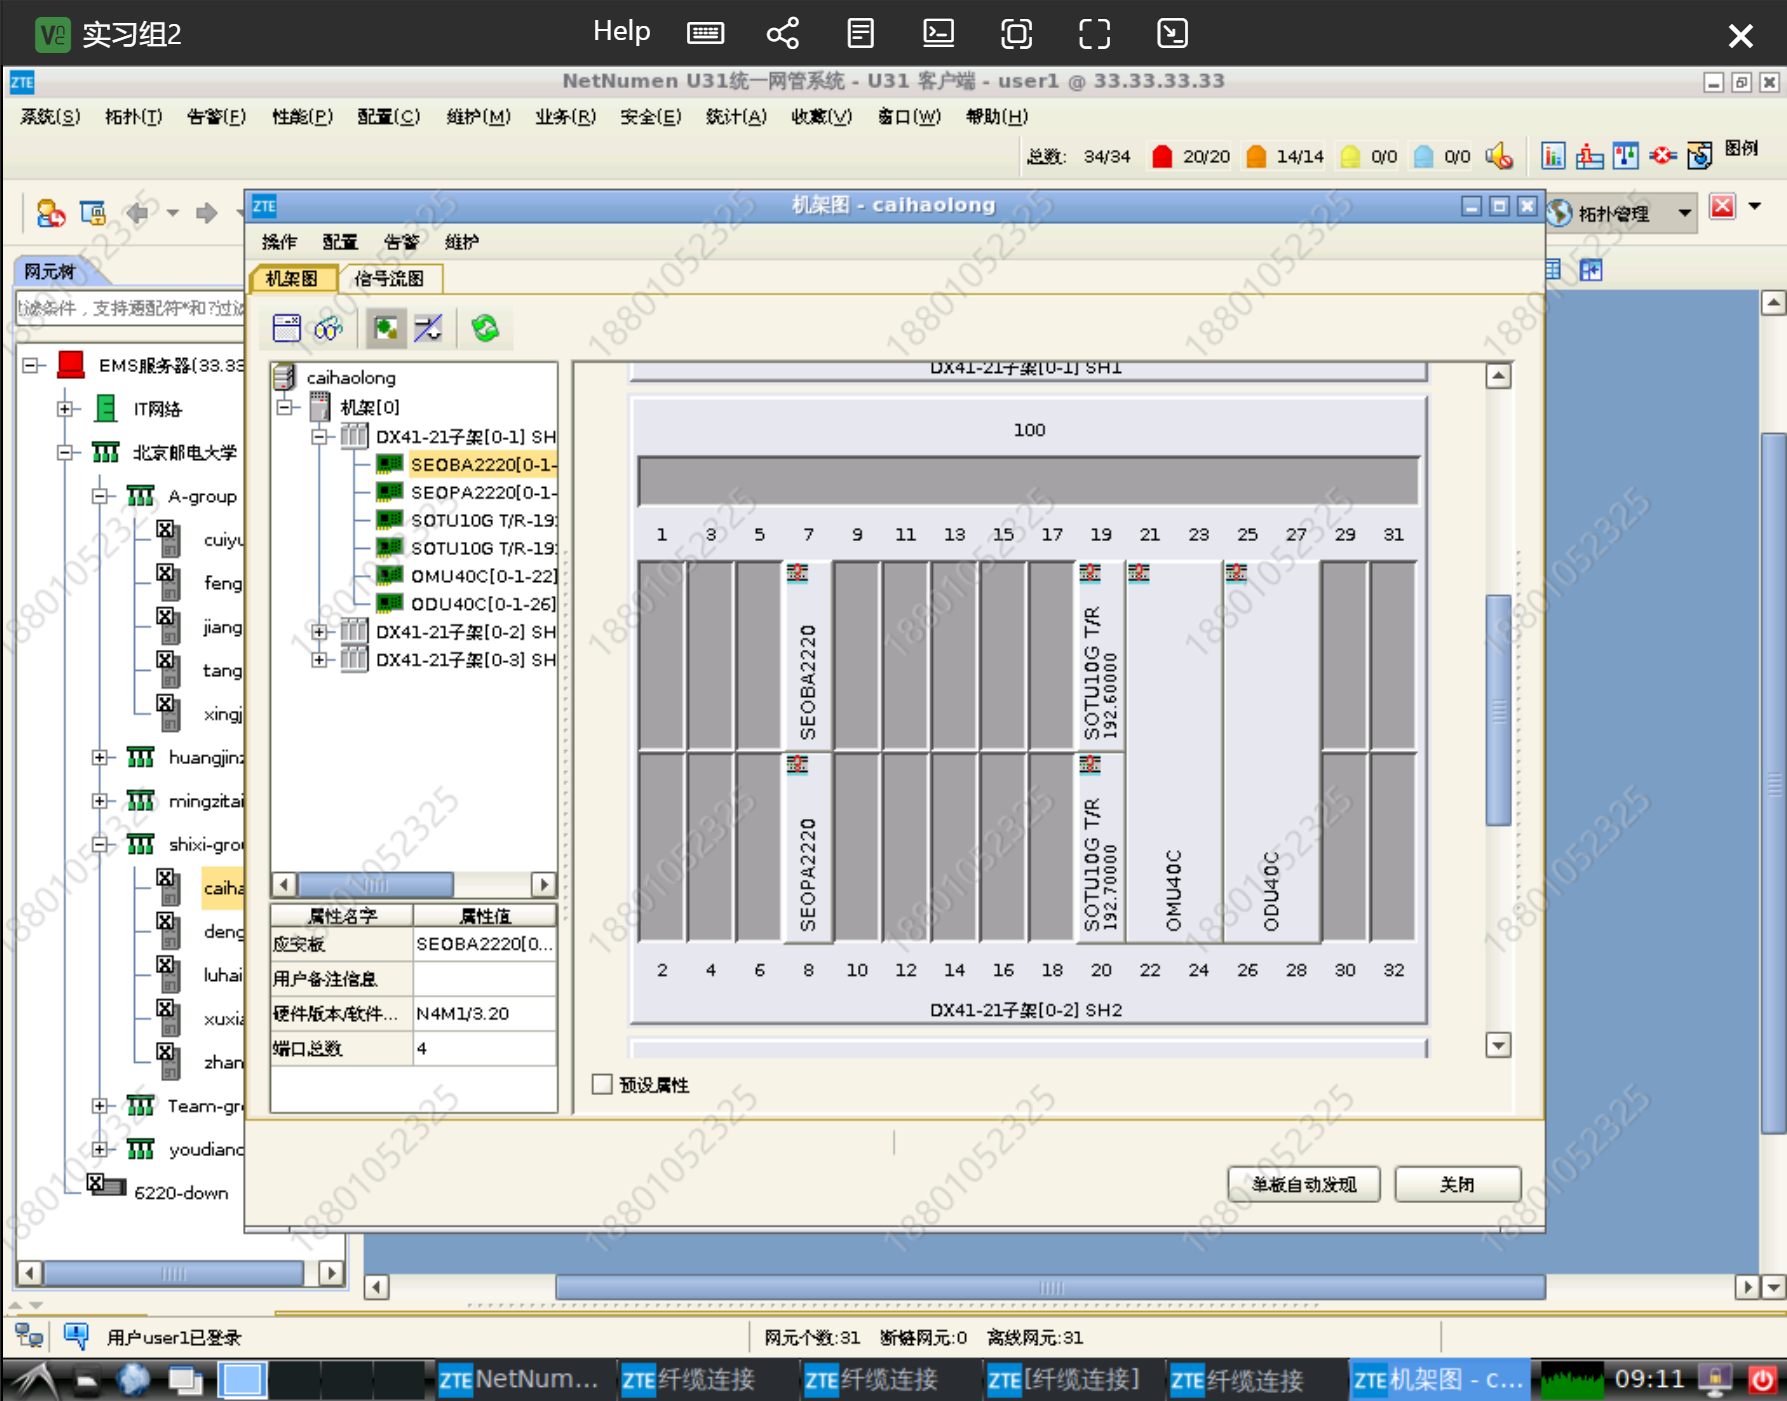 实习组2
Help
NetNumen U31统一网管系统 - U31 客户端 - user1 @ 33.33.33.33
系统(S) 拓扑(T) 告警(F) 性能(P) 配置(C) 维护(M) 业务(R) 安全(E) 统计(A) 收藏(V) 窗口(W) 帮助(H)
总数: 34/34 20/20 14/14 0/0 0/0 图例
ZTE 机架图 - caihaolong
拓扑管理
操作 配置 告警 维护
网元树
机架图 信号流图
滤条件，支持通配符*和?过滤
EMS服务器(33.33
IT网络
北京邮电大学
A-group
cuiyu
feng
jiang
tang
xingj
huangjinz
mingzitai
shixi-grou
caiha
deng
luhai
xuxia
zhan
Team-gr
youdiand
6220-down
caihaolong
机架[0]
DX41-21子架[0-1] SH
SEOBA2220[0-1-
SEOPA2220[0-1-
SOTU10G T/R-19
SOTU10G T/R-19
OMU40C[0-1-22]
ODU40C[0-1-26]
DX41-21子架[0-2] SH
DX41-21子架[0-3] SH
属性名字 属性值
应安板 SEOBA2220[0...
用户备注信息
硬件版本/软件... N4M1/3.20
端口总数 4
DX41-21子架[0-1] SH1
100
1 3 5 7 9 11 13 15 17 19 21 23 25 27 29 31
SEOBA2220
SOTU10G T/R
192.60000
SEOPA2220
SOTU10G T/R
192.70000
OMU40C
ODU40C
2 4 6 8 10 12 14 16 18 20 22 24 26 28 30 32
DX41-21子架[0-2] SH2
预设属性
单板自动发现 关闭
用户user1已登录
网元个数:31 断链网元:0 离线网元:31
ZTE NetNum... ZTE 纤缆连接 ZTE 纤缆连接 ZTE [纤缆连接] ZTE 纤缆连接 ZTE 机架图 - c... 09:11
18801052325